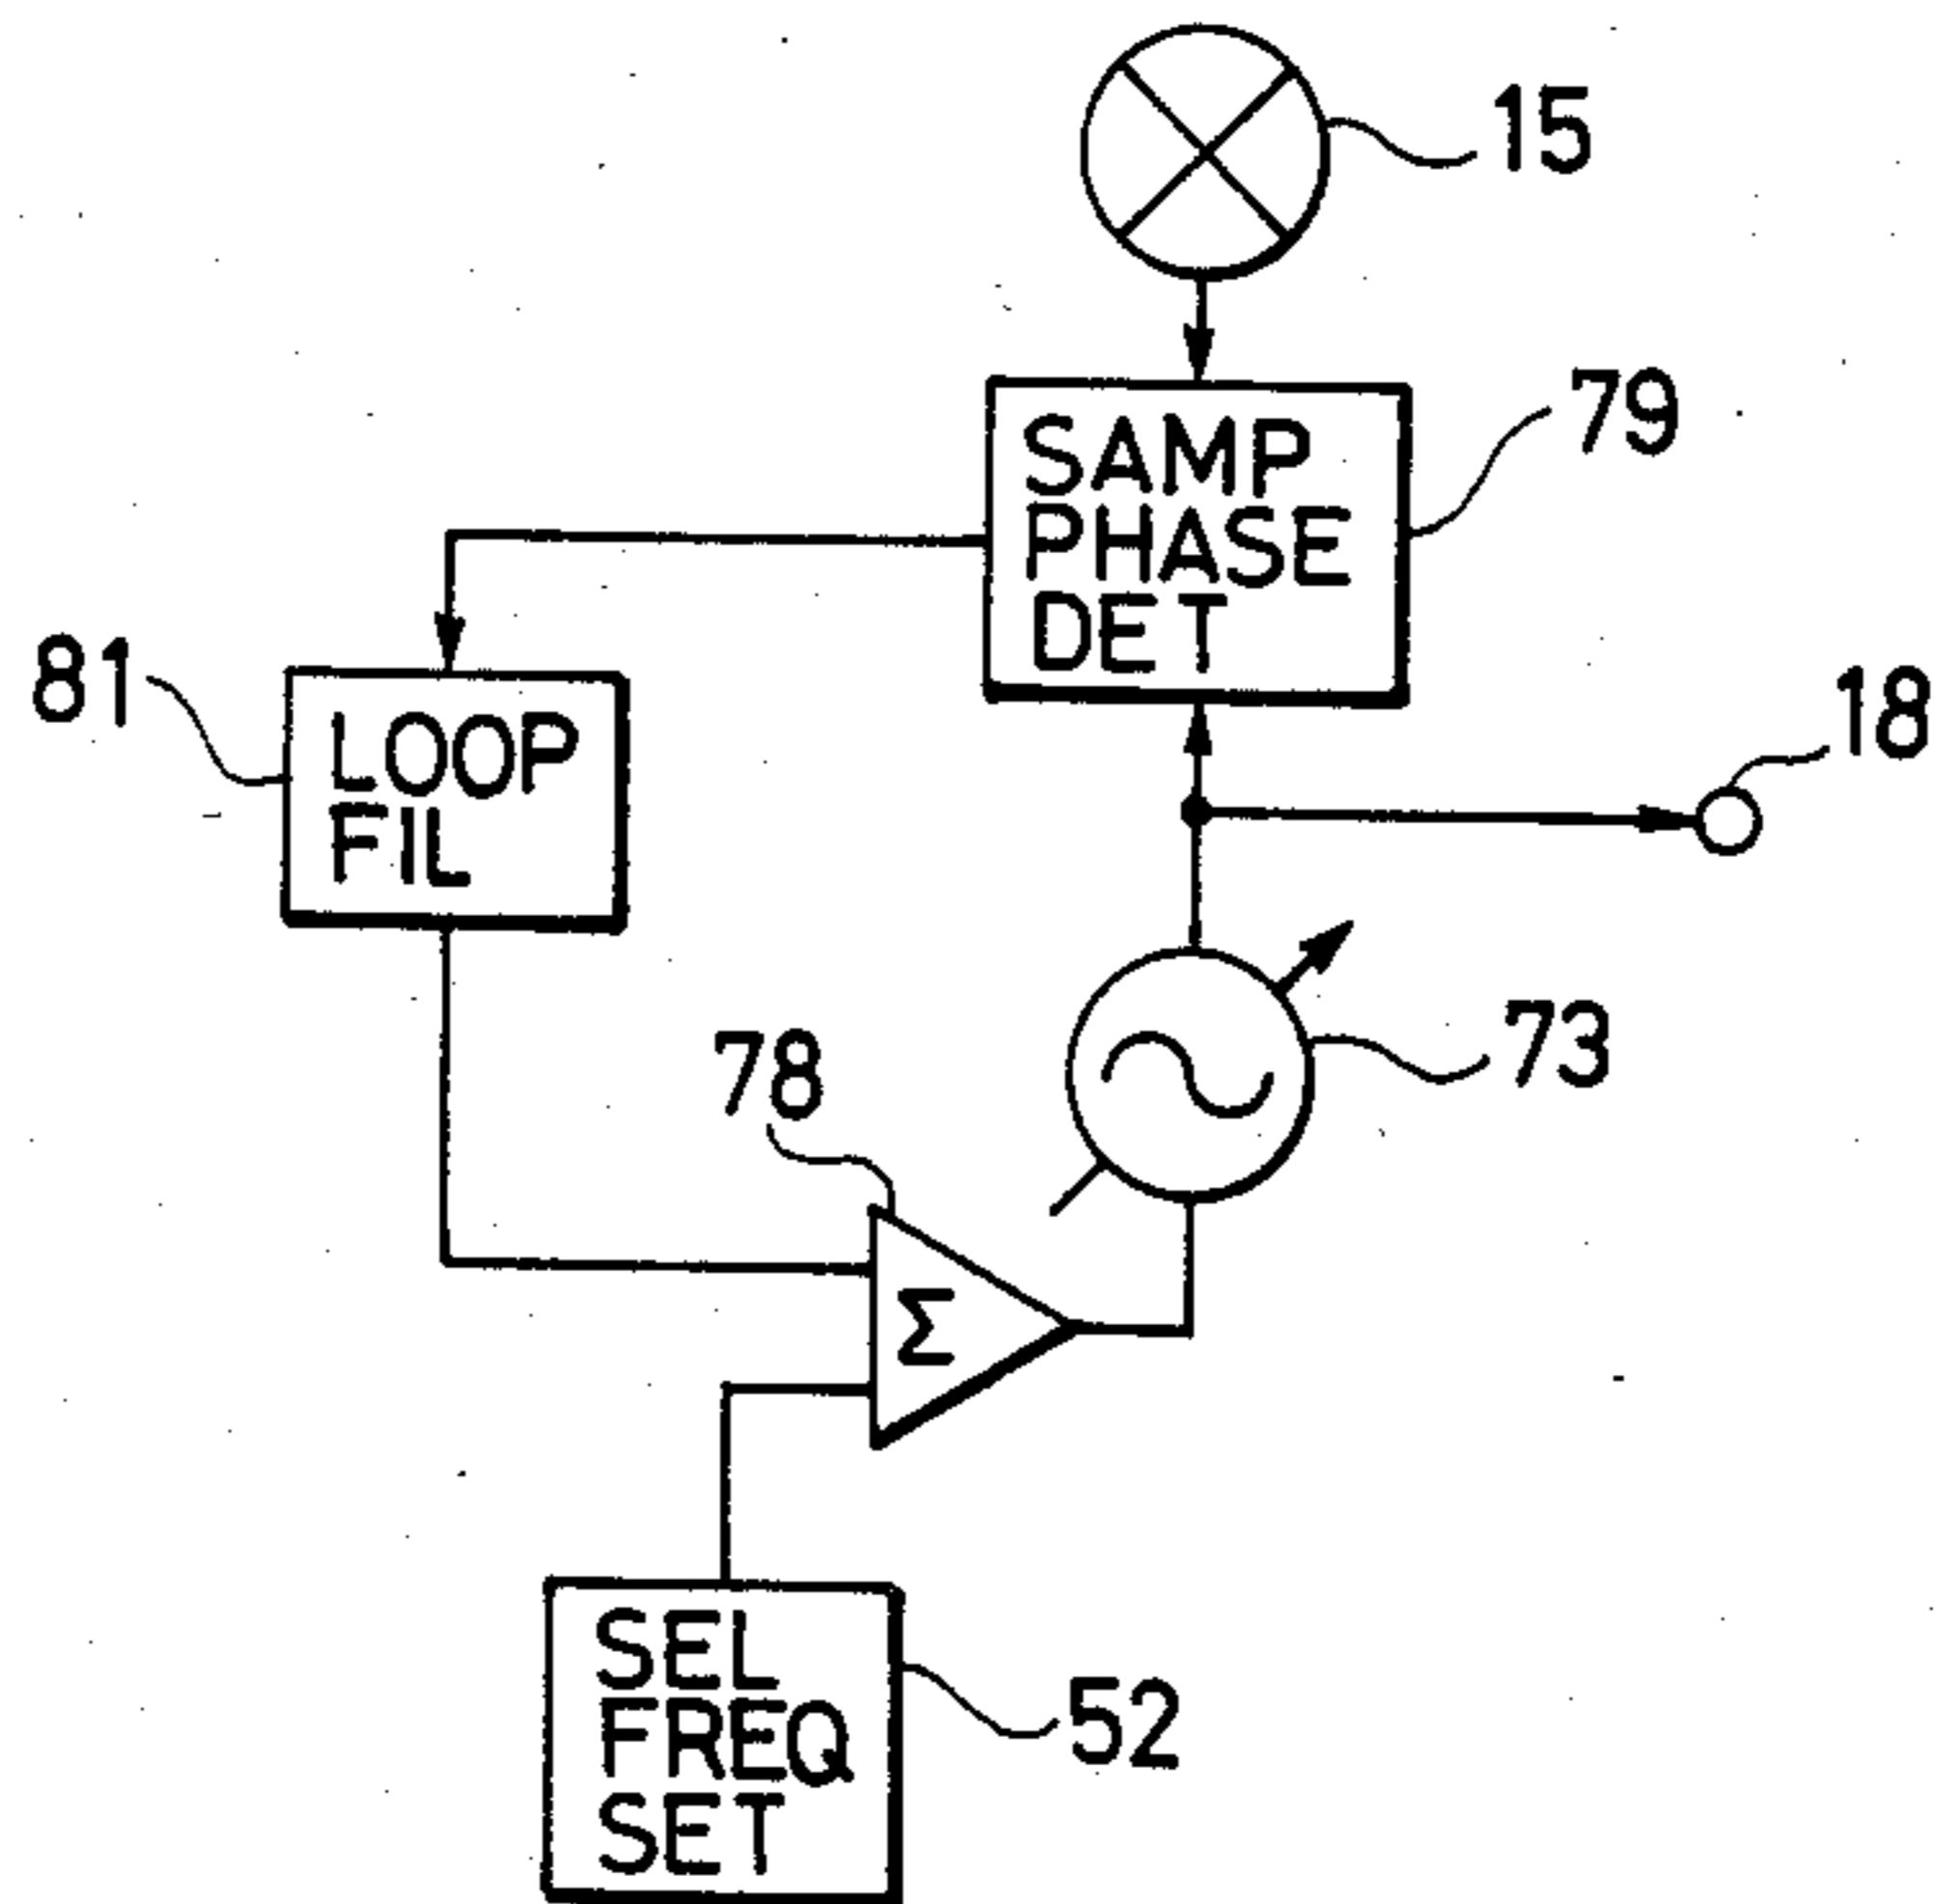 15
SAMP
PHASE
DET
79
81
LOOP
FIL
18
78
73
Σ
SEL
FREQ
SET
52